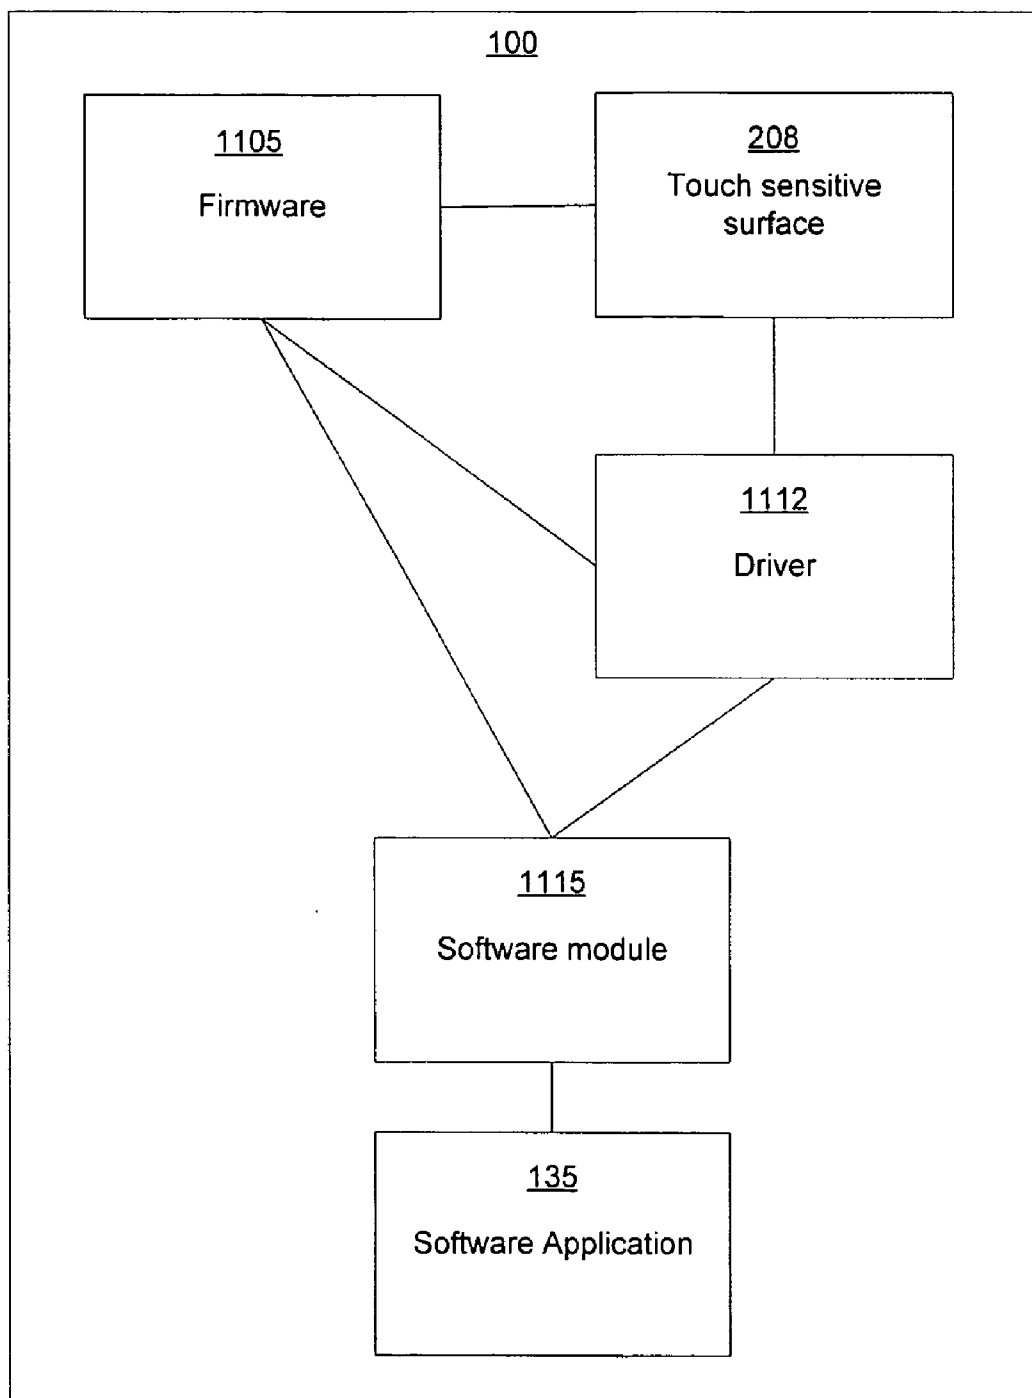 100
1105
Firmware
208
Touch sensitive
surface
1112
Driver
1115
Software module
135
Software Application